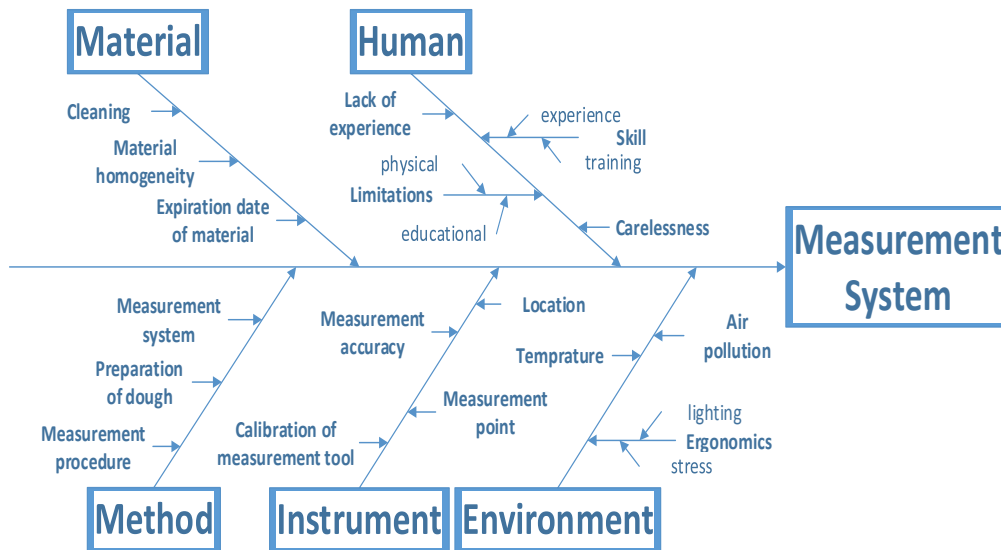 Material
Human
Cleaning
Material
homogeneity
Expiration date
of material
Lack of
experience
experience
Skill
training
physical
Limitations
educational
Carelessness
Measurement
System
Measurement
system
Preparation
of dough
Measurement
procedure
Location
Measurement
accuracy
Measurement
point
Calibration of
measurement tool
Air
pollution
Temprature
lighting
Ergonomics
stress
Method
Instrument
Environment